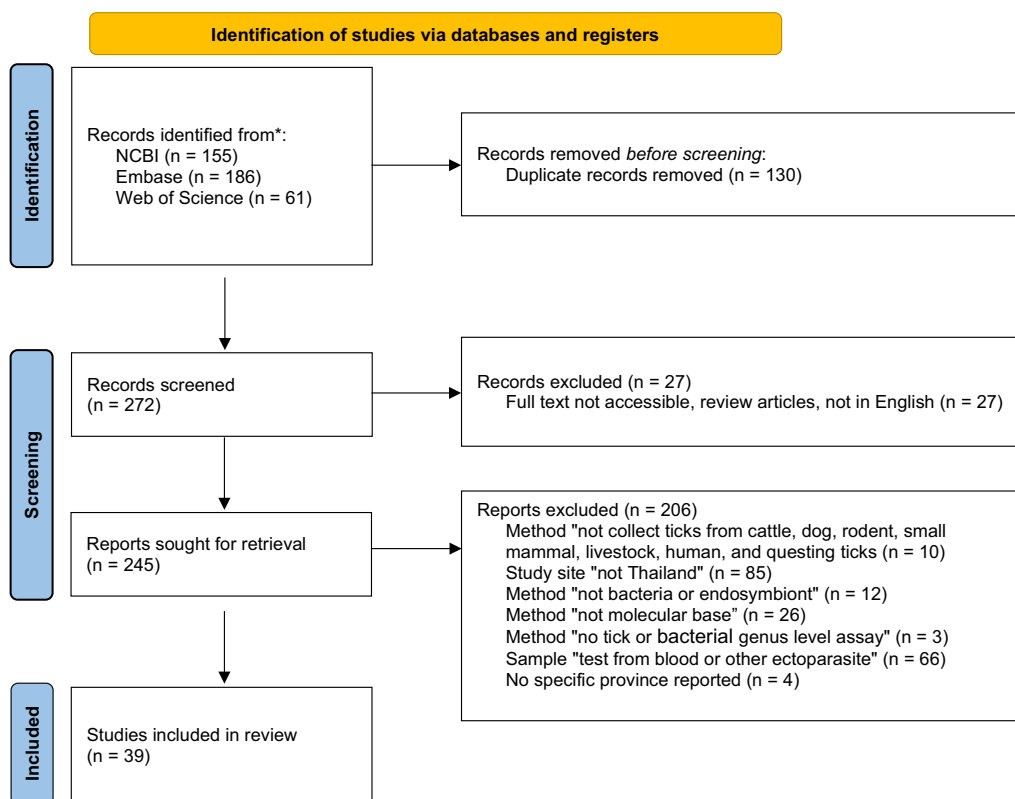 Identification of studies via databases and registers
Identification
Records identified from*:
NCBI (n = 155)
Embase (n = 186)
Web of Science (n = 61)
Records removed before screening:
Duplicate records removed (n = 130)
Screening
Records screened
(n = 272)
Records excluded (n = 27)
Full text not accessible, review articles, not in English (n = 27)
Reports sought for retrieval
(n = 245)
Reports excluded (n = 206)
Method "not collect ticks from cattle, dog, rodent, small
mammal, livestock, human, and questing ticks (n = 10)
Study site "not Thailand" (n = 85)
Method "not bacteria or endosymbiont" (n = 12)
Method "not molecular base” (n = 26)
Method "no tick or bacterial genus level assay" (n = 3)
Sample "test from blood or other ectoparasite" (n = 66)
No specific province reported (n = 4)
Included
Studies included in review
(n = 39)